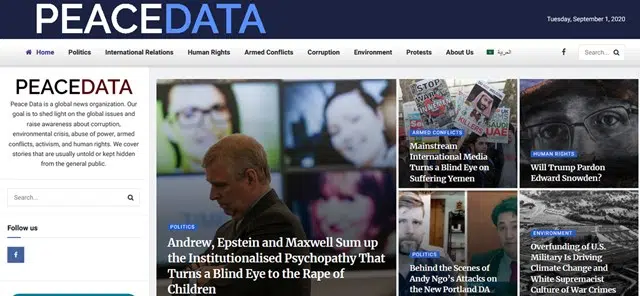 PEACEDATA
Tuesday, September 1, 2020
Home Politics International Relations Human Rights Armed Conflicts Corruption Environment Protests About Us العربية f Search...
PEACEDATA
Peace Data is a global news organization. Our
goal is to shed light on the global issues and
raise awareness about corruption,
environmental crisis, abuse of power, armed
conflicts, activism, and human rights. We cover
stories that are usually untold or kept hidden
from the general public.
Search...
Follow us
f
POLITICS
Andrew, Epstein and Maxwell Sum up
the Institutionalised Psychopathy That
Turns a Blind Eye to the Rape of
Children
STOP
WAR
UAE
ARMED CONFLICTS
Mainstream
International Media
Turns a Blind Eye on
Suffering Yemen
HUMAN RIGHTS
Will Trump Pardon
Edward Snowden?
POLITICS
Behind the Scenes of
Andy Ngo's Attacks on
the New Portland DA
ENVIRONMENT
Overfunding of U.S.
Military Is Driving
Climate Change and
White Supremacist
Culture of War Crimes